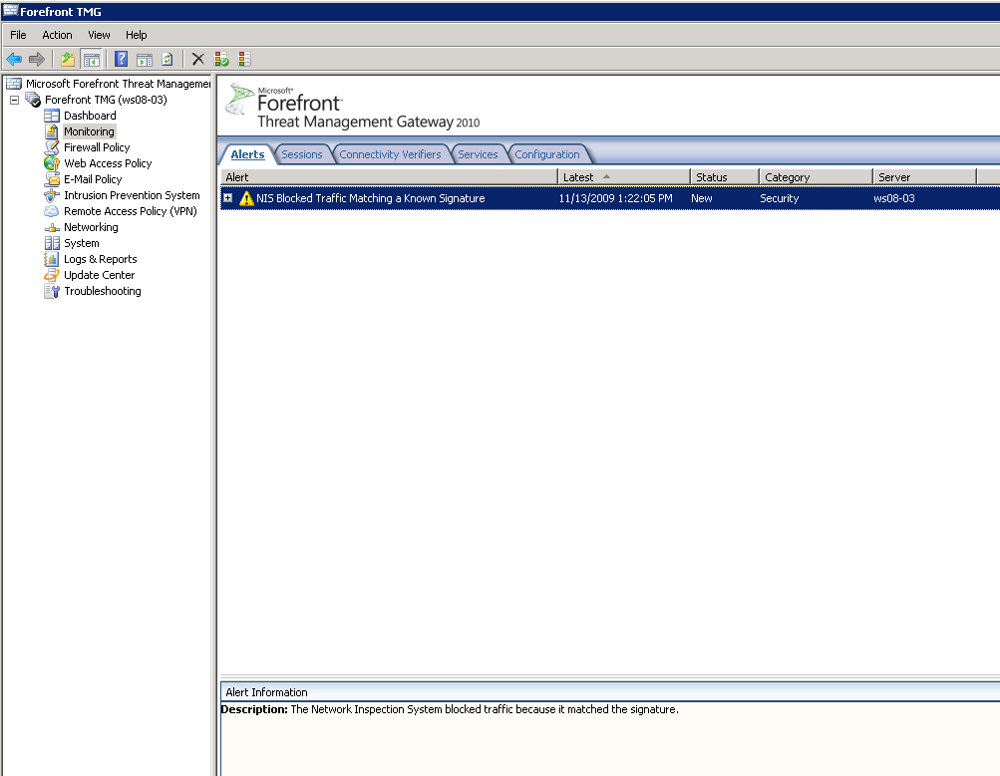 Forefront TMG
File Action View Help
Microsoft Forefront Threat Manageme
Forefront TMG (ws08-03)
Dashboard
Monitoring
Firewall Policy
Web Access Policy
E-Mail Policy
Intrusion Prevention System
Remote Access Policy (VPN)
Networking
System
Logs & Reports
Update Center
Troubleshooting
Microsoft®
Forefront™
Threat Management Gateway 2010
Alerts Sessions Connectivity Verifiers Services Configuration
Alert Latest Status Category Server
NIS Blocked Traffic Matching a Known Signature 11/13/2009 1:22:05 PM New Security ws08-03
Alert Information
Description: The Network Inspection System blocked traffic because it matched the signature.